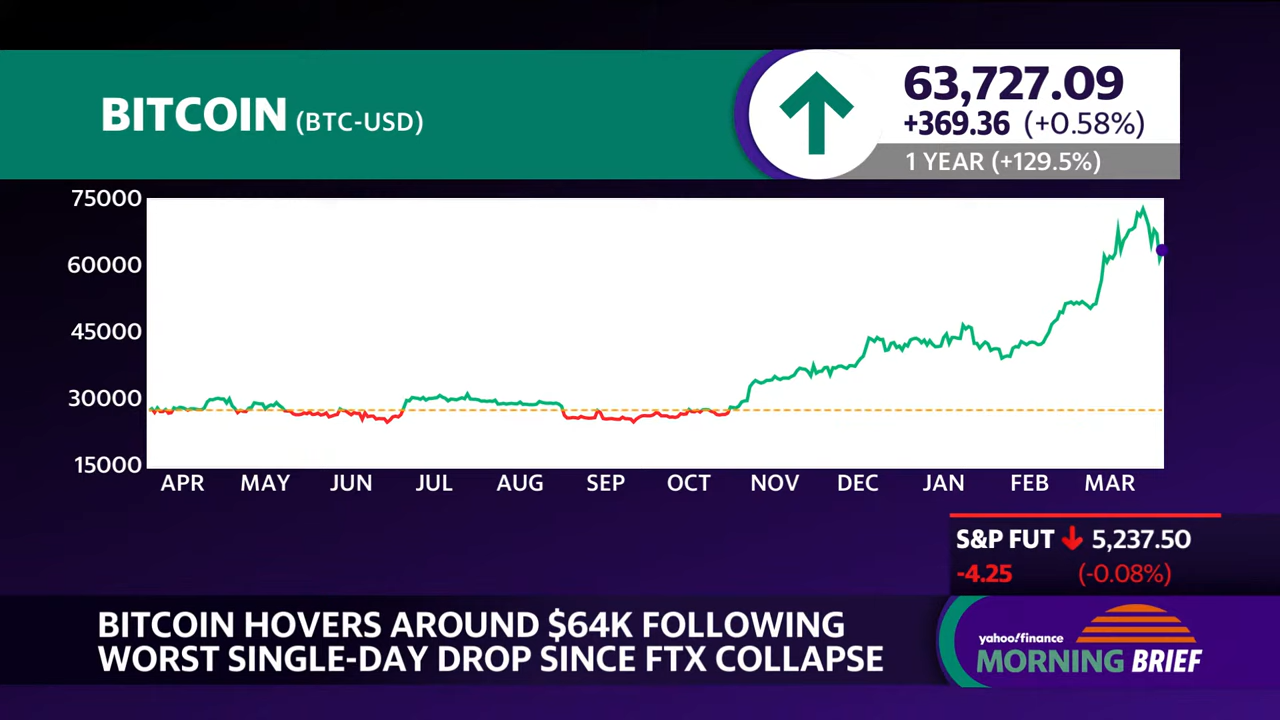 BITCOIN (BTC-USD)
63,727.09
+369.36 (+0.58%)
1 YEAR (+129.5%)
75000
60000
45000
30000
15000
APR MAY JUN JUL AUG SEP OCT NOV DEC JAN FEB MAR
S&P FUT 5,237.50
-4.25 (-0.08%)
BITCOIN HOVERS AROUND $64K FOLLOWING
WORST SINGLE-DAY DROP SINCE FTX COLLAPSE
yahoo!finance
MORNING BRIEF